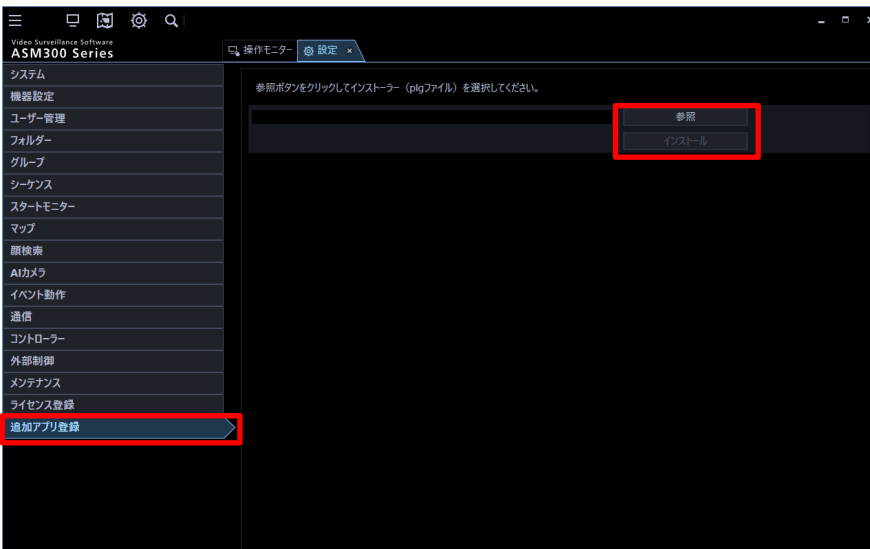 Video Surveillance Software
ASM300 Series
操作モニター
設定 ×
システム
機器設定
ユーザー管理
フォルダー
グループ
シーケンス
スタートモニター
マップ
顔検索
AIカメラ
イベント動作
通信
コントローラー
外部制御
メンテナンス
ライセンス登録
追加アプリ登録
参照ボタンをクリックしてインストーラー（plgファイル）を選択してください。
参照
インストール